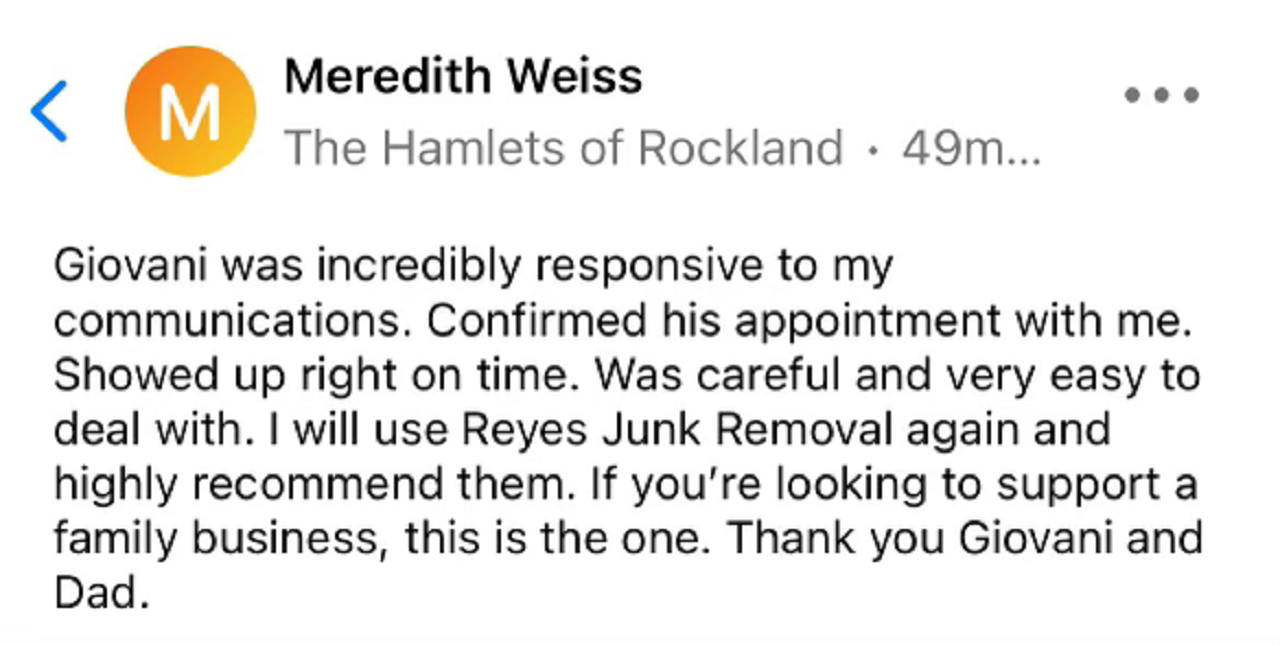 M
Meredith Weiss
The Hamlets of Rockland · 49m...
Giovani was incredibly responsive to my
communications. Confirmed his appointment with me.
Showed up right on time. Was careful and very easy to
deal with. I will use Reyes Junk Removal again and
highly recommend them. If you’re looking to support a
family business, this is the one. Thank you Giovani and
Dad.